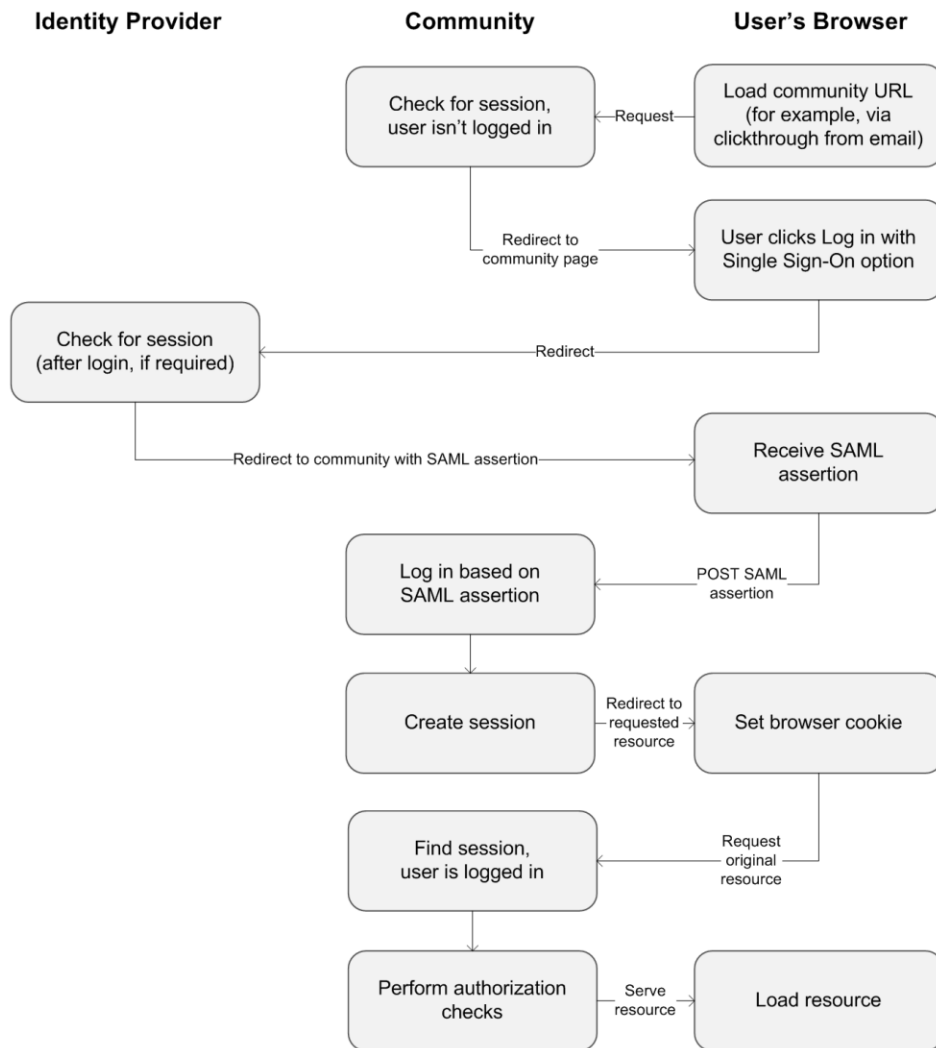 Identity Provider
Community
User's Browser
Check for session,
user isn't logged in
Request
Load community URL
(for example, via
clickthrough from email)
Redirect to
community page
User clicks Log in with
Single Sign-On option
Check for session
(after login, if required)
Redirect
Redirect to community with SAML assertion
Receive SAML
assertion
Log in based on
SAML assertion
POST SAML
assertion
Create session
Redirect to
requested
resource
Set browser cookie
Find session,
user is logged in
Request
original
resource
Perform authorization
checks
Serve
resource
Load resource